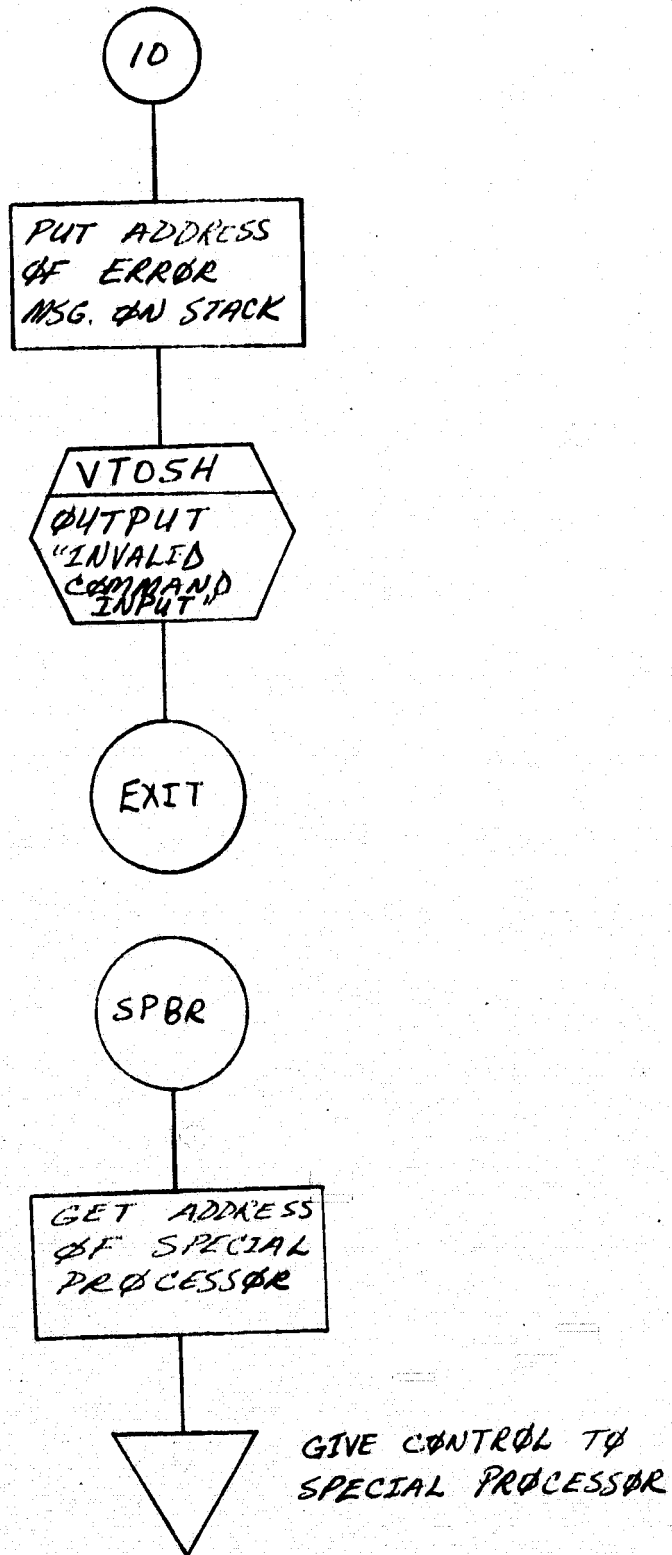 10
PUT ADDRESS
ØF ERRØR
MSG. ØN STACK
VTOSH
ØUTPUT
"INVALID
CØMMAND
INPUT"
EXIT
SPBR
GET ADDRESS
ØF SPECIAL
PRØCESSØR
GIVE CØNTRØL TØ
SPECIAL PRØCESSØR